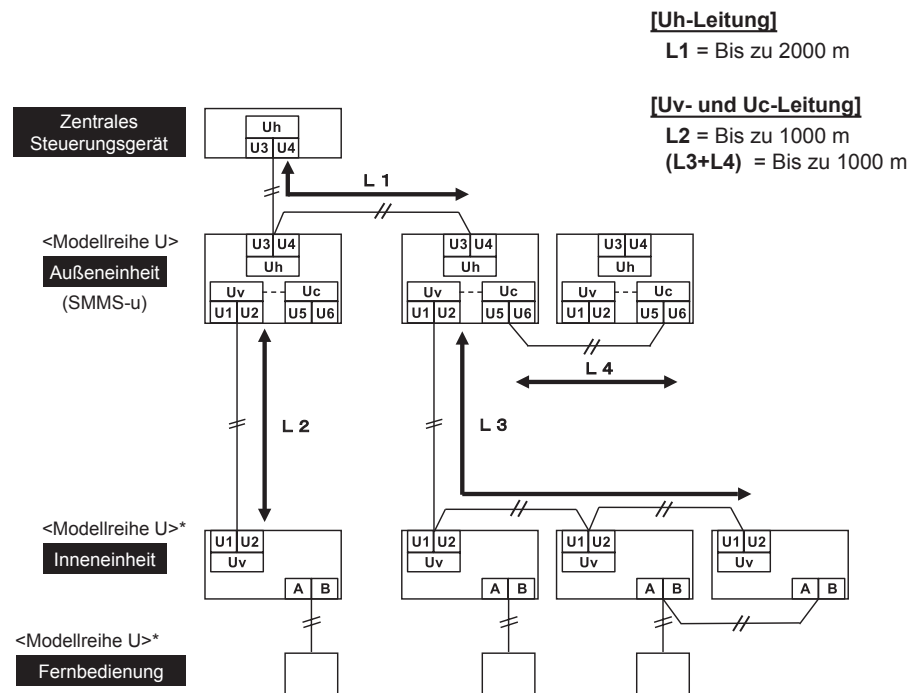 [Uh-Leitung]
L1 = Bis zu 2000 m
[Uv- und Uc-Leitung]
L2 = Bis zu 1000 m
(L3+L4) = Bis zu 1000 m
Zentrales
Steuerungsgerät
Uh
U3 U4
L 1
<Modellreihe U>
Außeneinheit
(SMMS-u)
U3 U4
Uh
Uv Uc
U1 U2 U5 U6
U3 U4
Uh
Uv Uc
U1 U2 U5 U6
U3 U4
Uh
Uv Uc
U1 U2 U5 U6
L 4
L 2
L 3
<Modellreihe U>*
Inneneinheit
U1 U2
Uv
A B
U1 U2
Uv
A B
U1 U2
Uv
A B
U1 U2
Uv
A B
<Modellreihe U>*
Fernbedienung